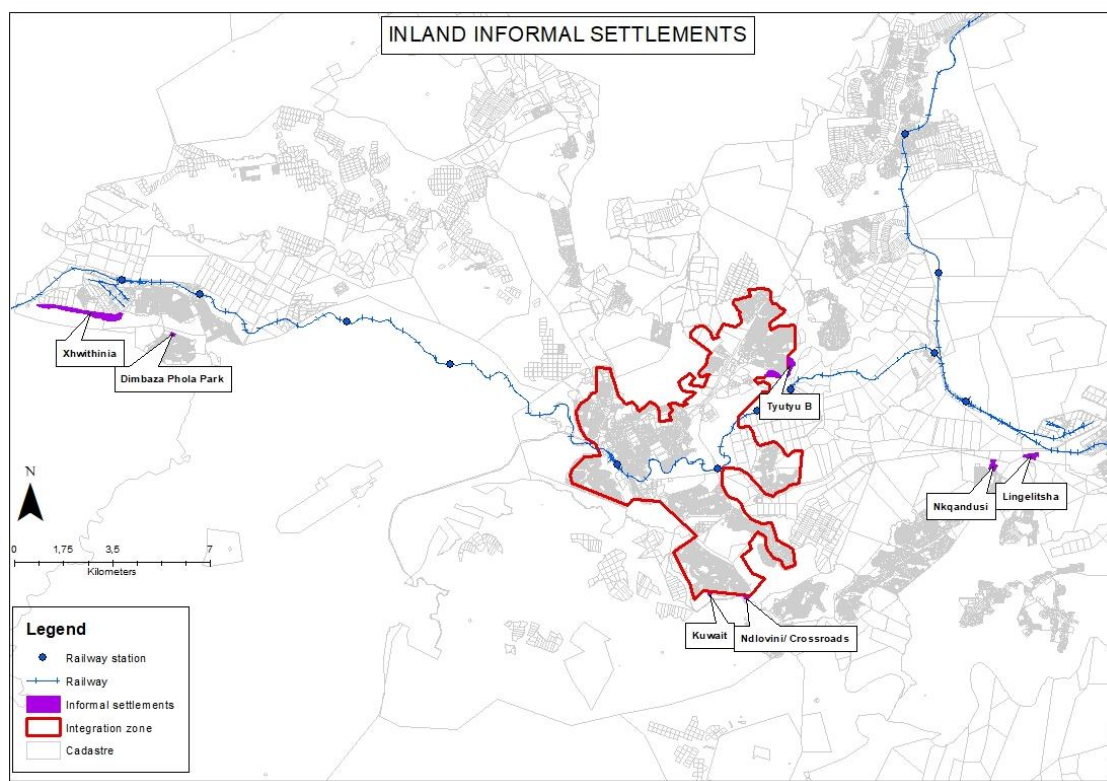 INLAND INFORMAL SETTLEMENTS
Xhwithinia
Dimbaza Phola Park
Tyutyu B
Nkqandusi
Lingelitsha
Kuwait
Ndlovini/ Crossroads
N
0 1,75 3,5 7
Kilometers
Legend
Railway station
Railway
Informal settlements
Integration zone
Cadastre